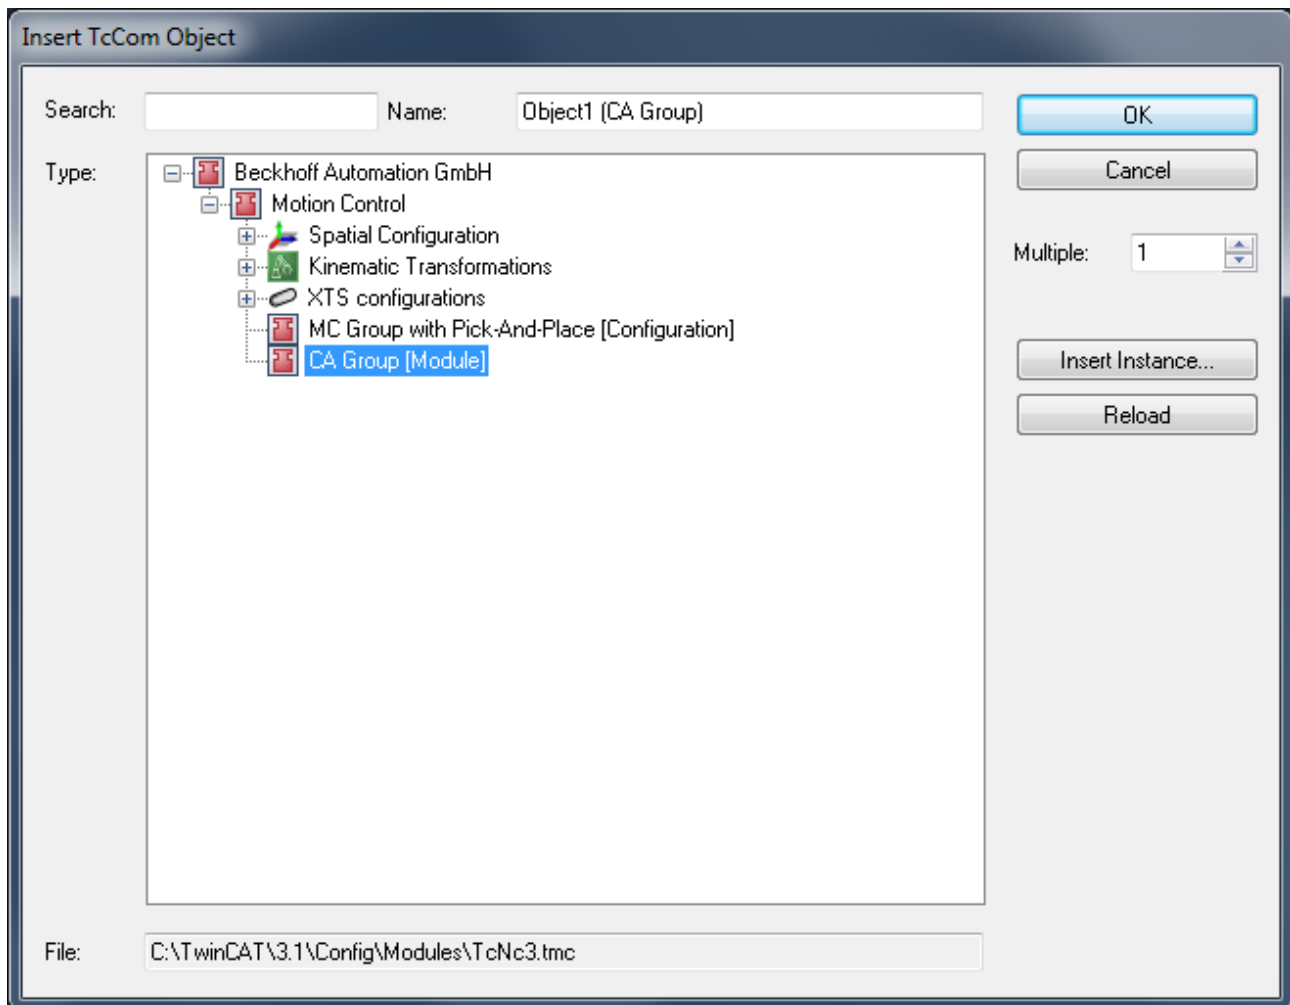 Insert TcCom Object
Search:
Name:
Object1 (CA Group)
OK
Type:
Beckhoff Automation GmbH
Cancel
Motion Control
Spatial Configuration
Multiple:
1
Kinematic Transformations
XTS configurations
MC Group with Pick-And-Place [Configuration]
CA Group [Module]
Insert Instance...
Reload
File:
C:\TwinCAT\3.1\Config\Modules\TcNc3.tmc